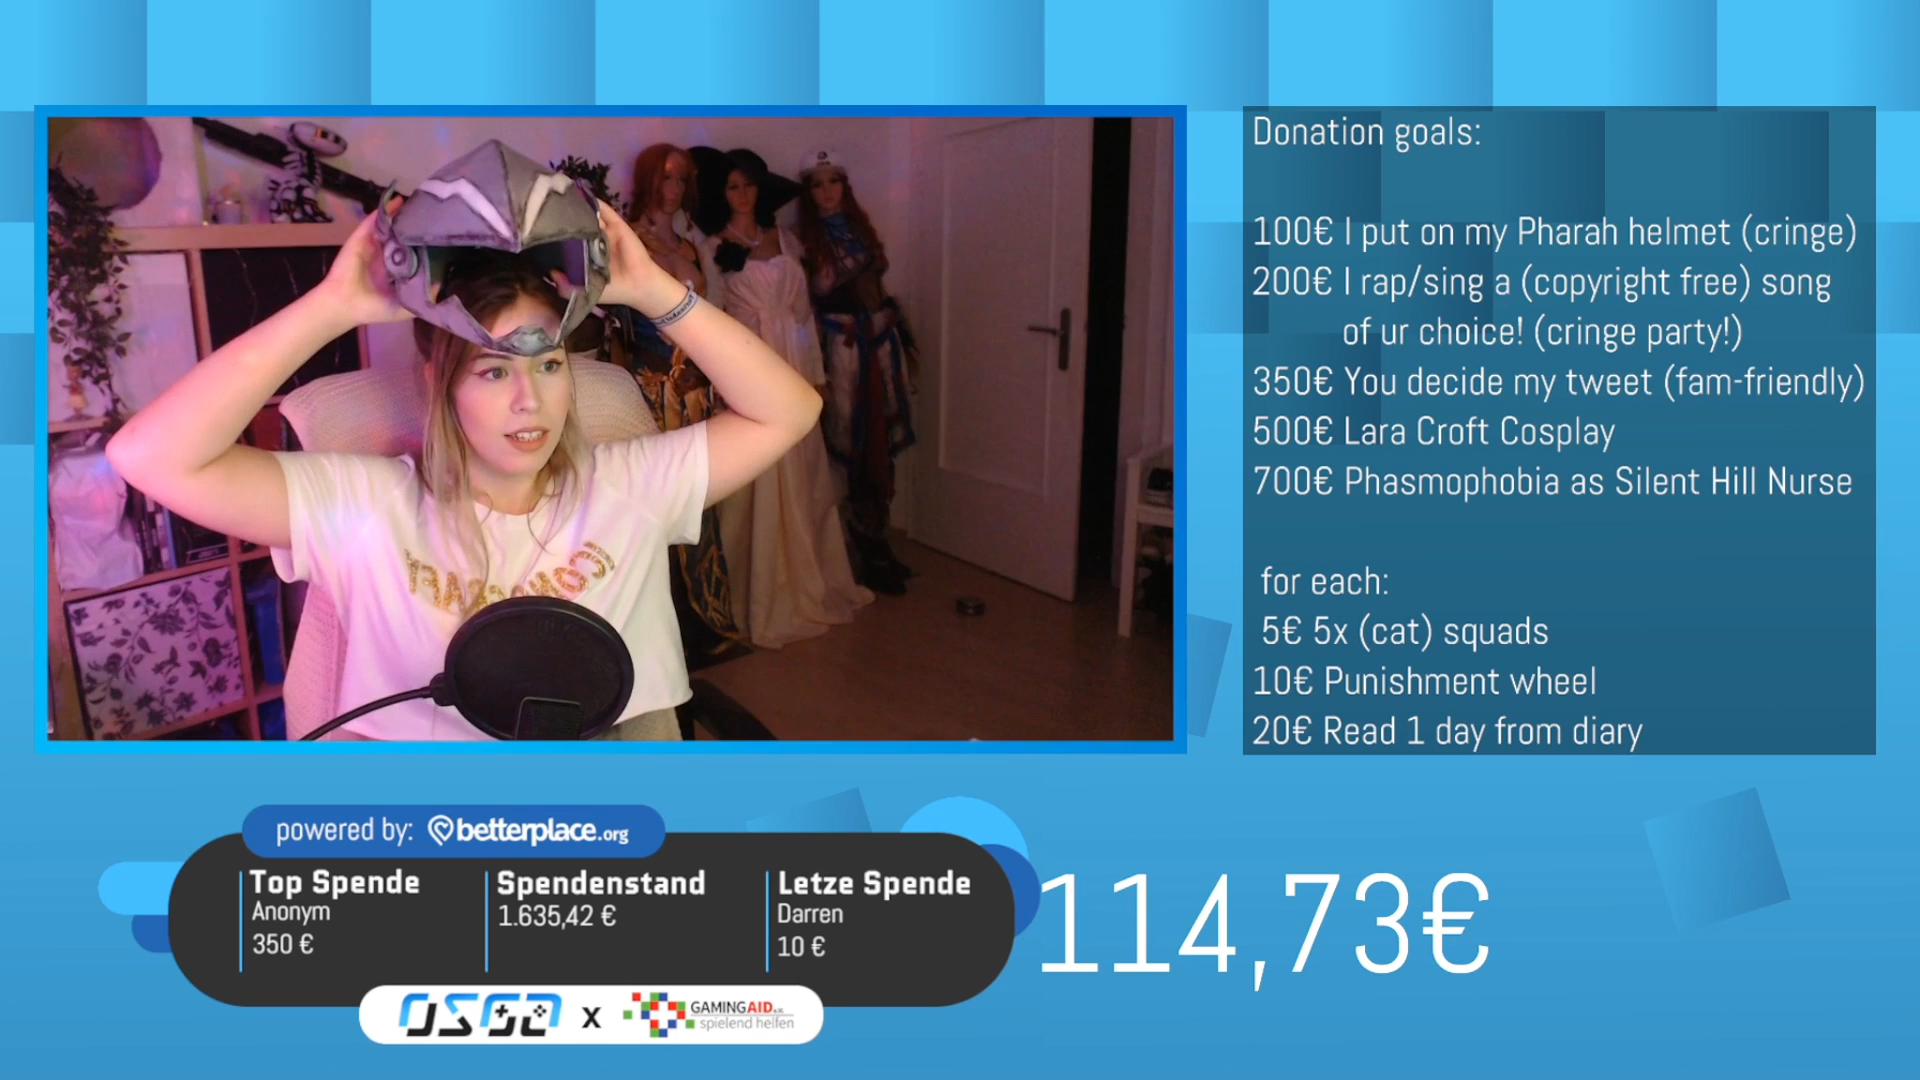 Donation goals:
100€ I put on my Pharah helmet (cringe)
200€ I rap/sing a (copyright free) song
of ur choice! (cringe party!)
350€ You decide my tweet (fam-friendly)
500€ Lara Croft Cosplay
700€ Phasmophobia as Silent Hill Nurse
for each:
5€ 5x (cat) squads
10€ Punishment wheel
20€ Read 1 day from diary
powered by: betterplace.org
Top Spende
Anonym
350 €
Spendenstand
1.635,42 €
Letze Spende
Darren
10 €
114,73€
x
GAMINGAID e.V.
spielend helfen